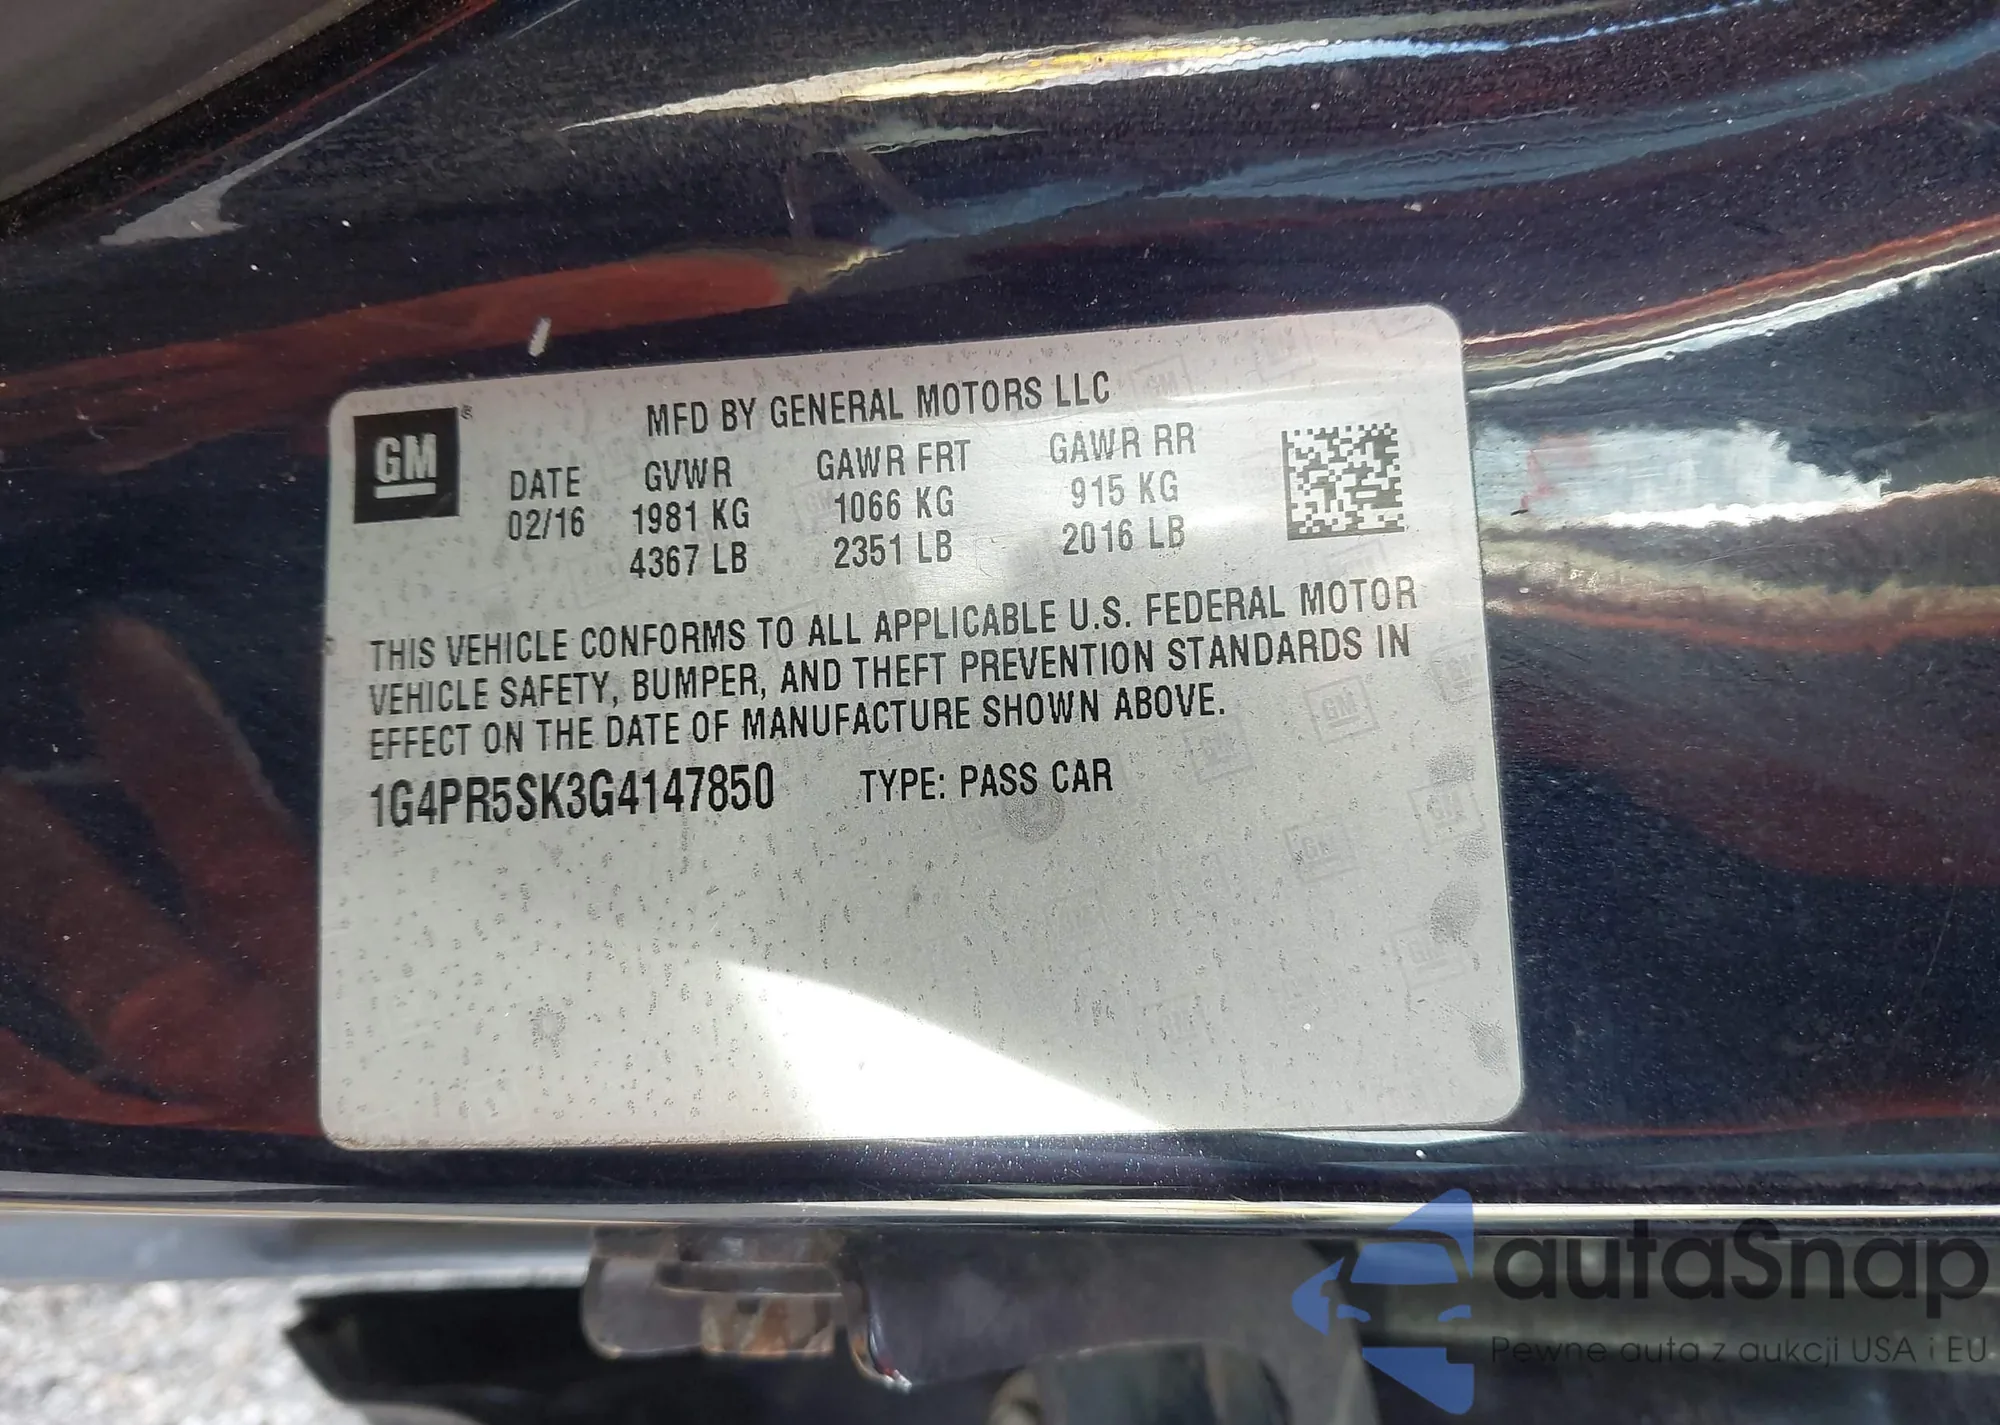 GM
MFD BY GENERAL MOTORS LLC
DATE GVWR GAWR FRT GAWR RR
02/16 1981 KG 1066 KG 915 KG
4367 LB 2351 LB 2016 LB
THIS VEHICLE CONFORMS TO ALL APPLICABLE U.S. FEDERAL MOTOR
VEHICLE SAFETY, BUMPER, AND THEFT PREVENTION STANDARDS IN
EFFECT ON THE DATE OF MANUFACTURE SHOWN ABOVE.
1G4PR5SK3G4147850 TYPE: PASS CAR
autaSnap
Pewne auta z aukcji USA i EU